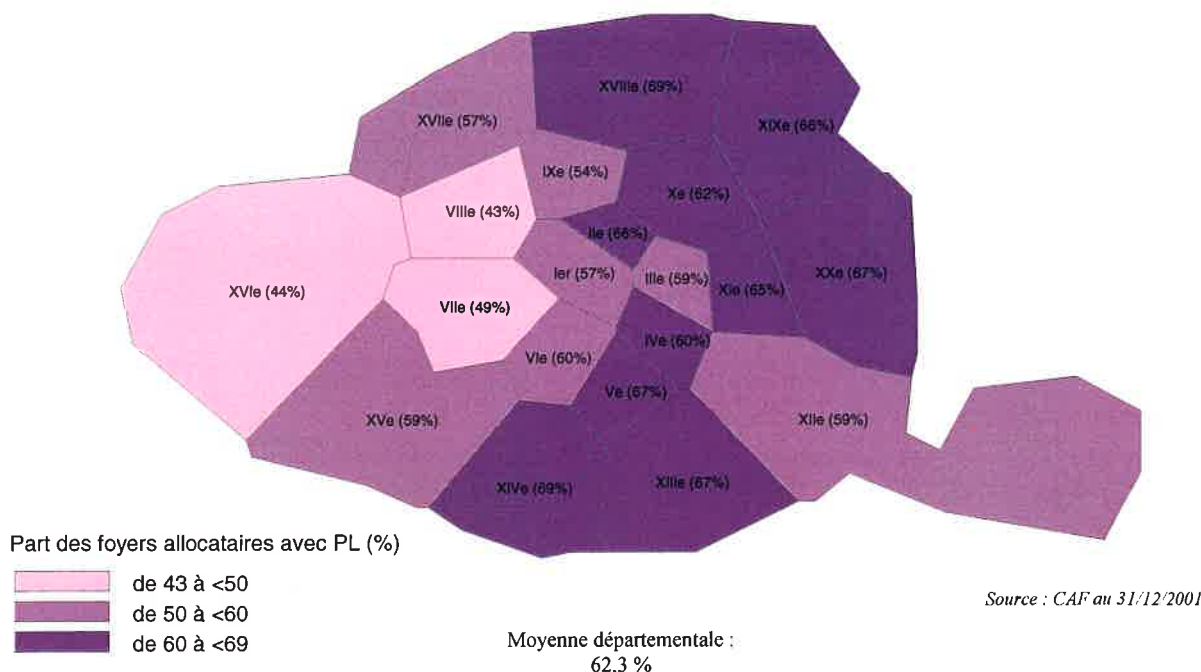 XVIIIe (69%)
XIXe (66%)
XVIIe (57%)
IXe (54%)
Xe (62%)
VIIIe (43%)
IIe (66%)
Ier (57%)
IIIe (59%)
XXe (67%)
XVIe (44%)
XIe (65%)
VIIe (49%)
IVe (60%)
VIe (60%)
Ve (67%)
XVe (59%)
XIIe (59%)
XIVe (69%)
XIIIe (67%)
Part des foyers allocataires avec PL (%)
de 43 à <50
de 50 à <60
de 60 à <69
Source : CAF au 31/12/2001
Moyenne départementale :
62,3 %